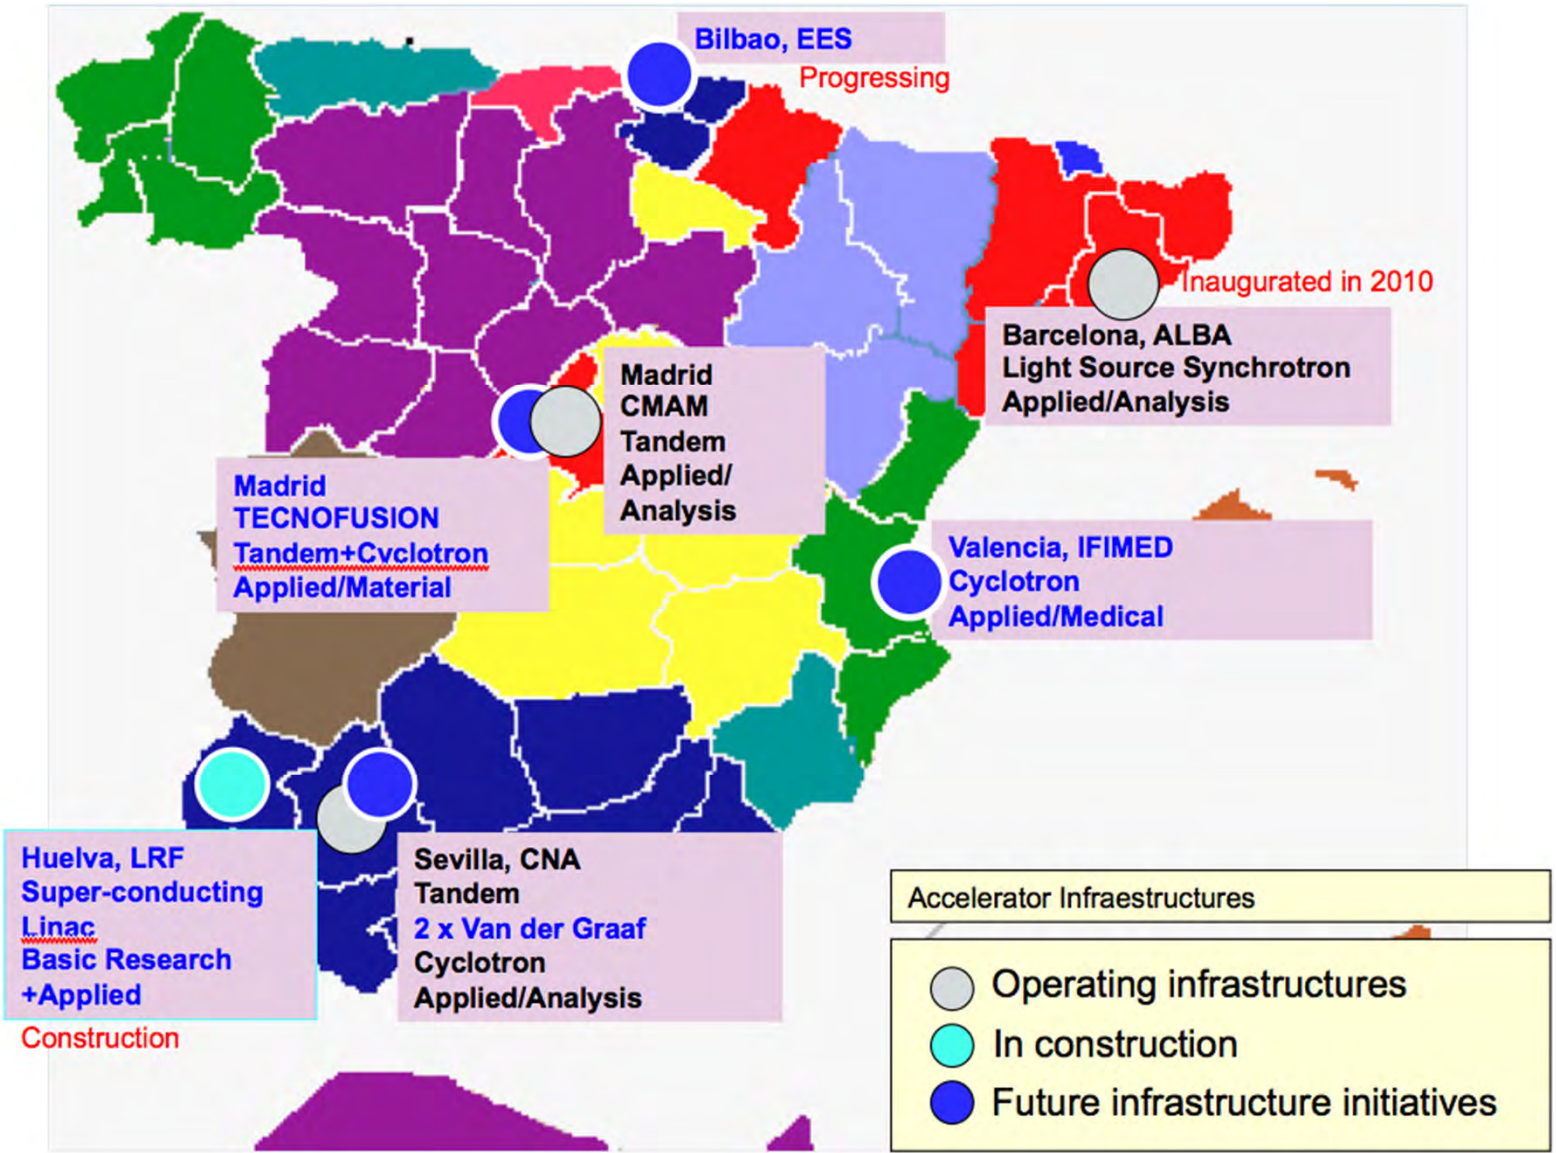 Bilbao, EES
Progressing
Inaugurated in 2010
Barcelona, ALBA
Light Source Synchrotron
Applied/Analysis
Madrid
CMAM
Tandem
Applied/
Analysis
Madrid
TECNOFUSION
Tandem+Cyclotron
Applied/Material
Valencia, IFIMED
Cyclotron
Applied/Medical
Huelva, LRF
Super-conducting
Linac
Basic Research
+Applied
Construction
Sevilla, CNA
Tandem
2 x Van der Graaf
Cyclotron
Applied/Analysis
Accelerator Infraestructures
Operating infrastructures
In construction
Future infrastructure initiatives